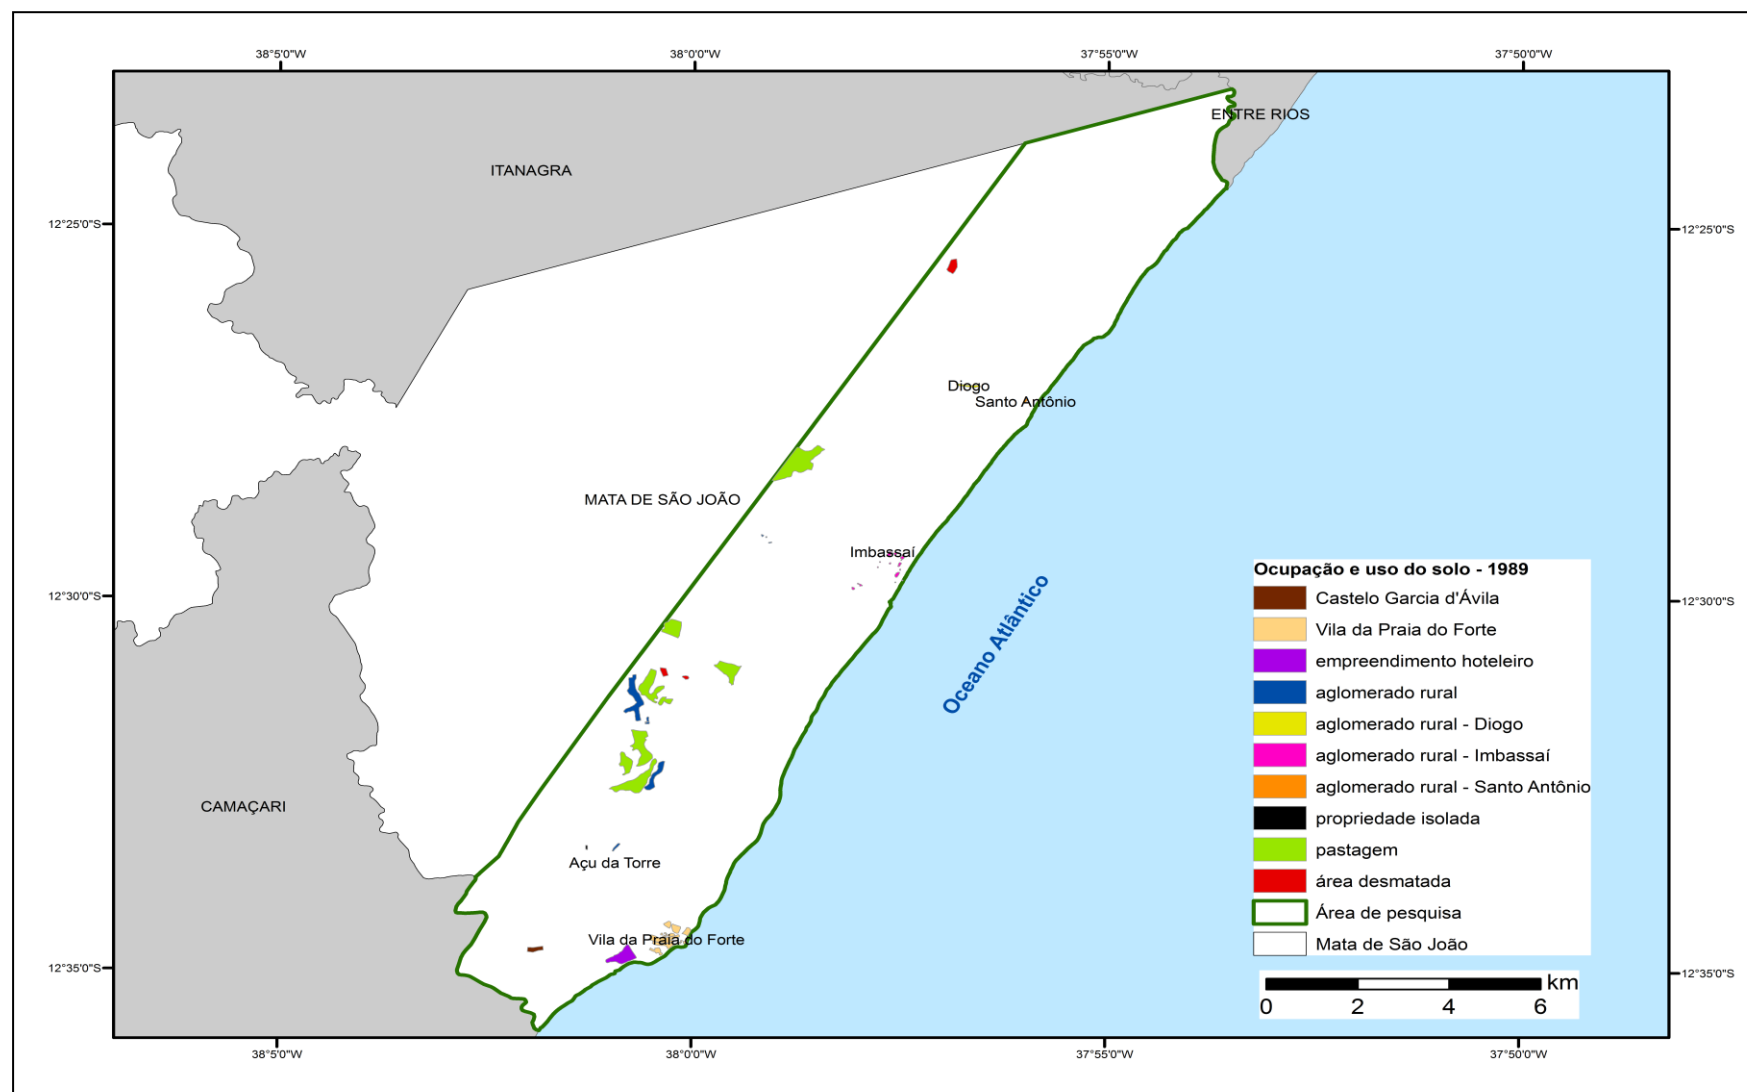 38°5'0"W
38°0'0"W
37°55'0"W
37°50'0"W
ENTRE RIOS
ITANAGRA
12°25'0"S
12°25'0"S
Diogo
Santo Antônio
MATA DE SÃO JOÃO
Imbassaí
12°30'0"S
12°30'0"S
Oceano Atlântico
Ocupação e uso do solo - 1989
Castelo Garcia d'Ávila
Vila da Praia do Forte
empreendimento hoteleiro
aglomerado rural
aglomerado rural - Diogo
aglomerado rural - Imbassaí
aglomerado rural - Santo Antônio
propriedade isolada
pastagem
área desmatada
Área de pesquisa
Mata de São João
CAMAÇARI
Açu da Torre
Vila da Praia do Forte
12°35'0"S
12°35'0"S
km
0 2 4 6
38°5'0"W
38°0'0"W
37°55'0"W
37°50'0"W